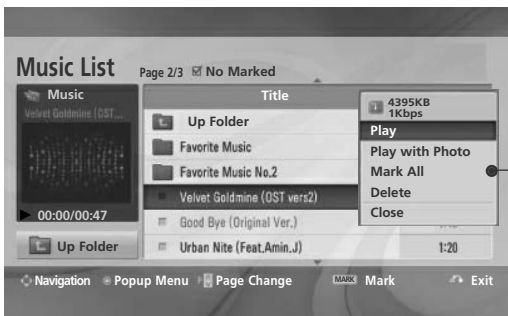 Music List Page 2/3 No Marked
Music
Velvet Goldmine (OST...
00:00/00:47
Up Folder
Title
Up Folder
Favorite Music
Favorite Music No.2
Velvet Goldmine (OST vers2)
Good Bye (Original Ver.)
Urban Nite (Feat.Amin.J) 1:20
4395KB
1Kbps
Play
Play with Photo
Mark All
Delete
Close
Navigation Popup Menu Page Change MARK Mark Exit